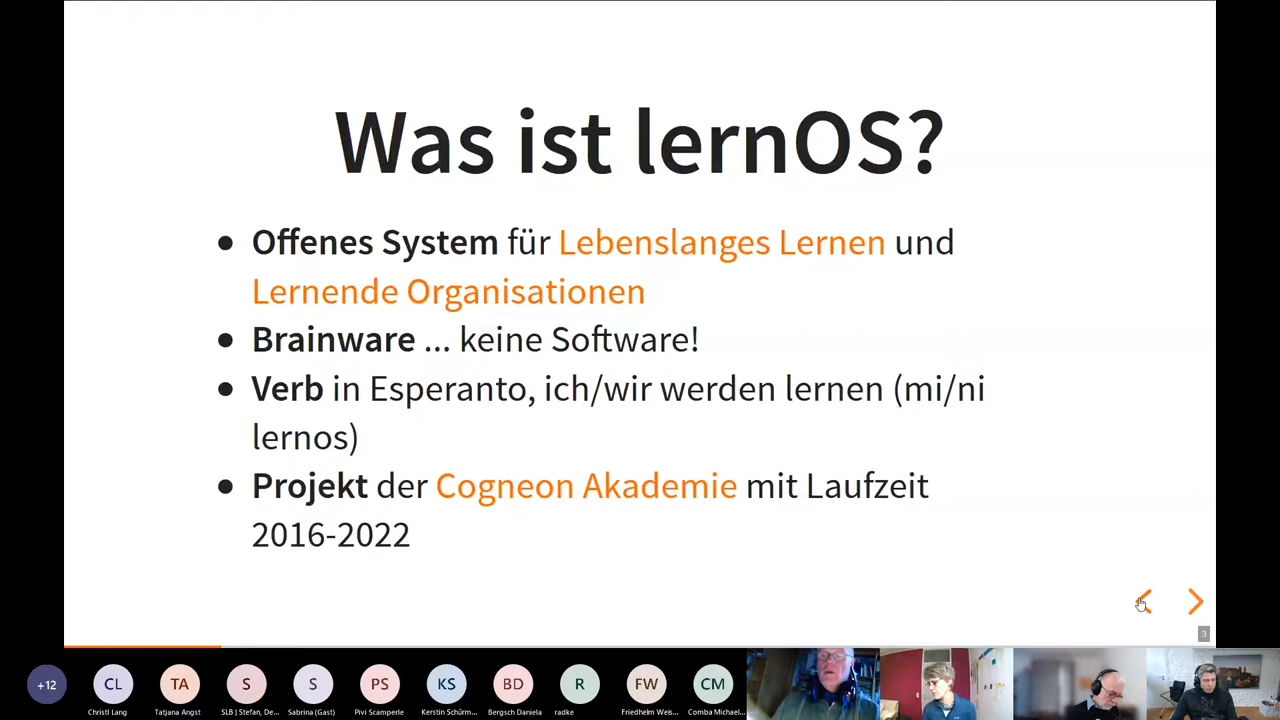 Was ist lernOS?
Offenes System für Lebenslanges Lernen und
Lernende Organisationen
Brainware ... keine Software!
Verb in Esperanto, ich/wir werden lernen (mi/ni
lernos)
Projekt der Cogneon Akademie mit Laufzeit
2016-2022
3
+12 CL TA S S PS KS BD R FW CM
Christl Lang Tatjana Angst SLB | Stefan, De... Sabrina (Gast) Pivi Scamperle Kerstin Schürm... Bergsch Daniela radke Friedhelm Weis... Comba Michael...